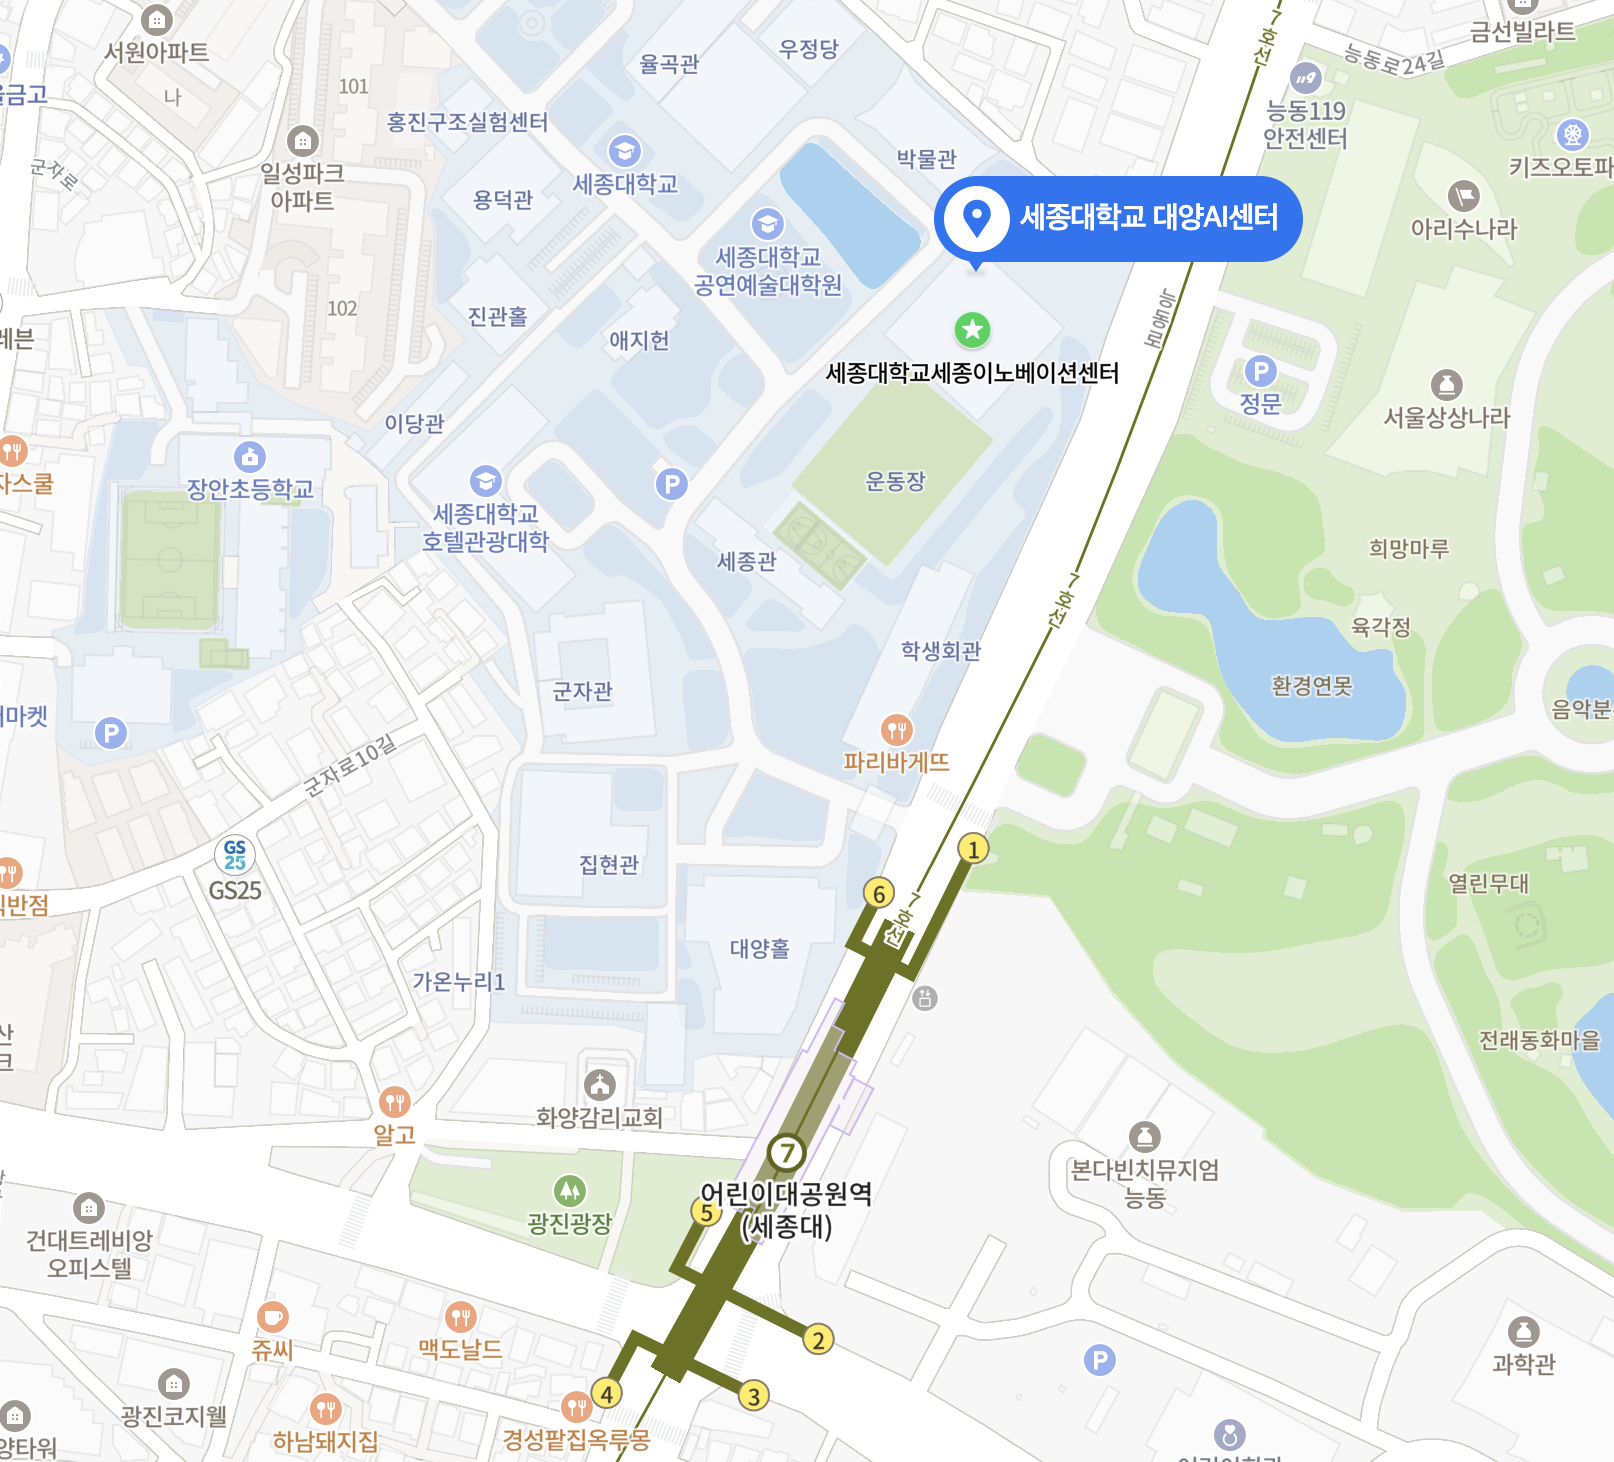 서원아파트
금고
나
101
군자로
일성파크
아파트
102
레븐
홍진구조실험센터
율곡관
우정당
세종대학교
용덕관
박물관
세종대학교
공연예술대학원
진관홀
애지헌
세종대학교 대양AI센터
세종대학교세종이노베이션센터
7호선
능동로24길
금선빌라트
119
능동119
안전센터
키즈오토파
아리수나라
능동로
P
정문
서울상상나라
이당관
자스쿨
장안초등학교
세종대학교
호텔관광대학
P
운동장
세종관
희망마루
7호선
육각정
학생회관
환경연못
음악분
군자관
마켓
P
파리바게뜨
군자로10길
GS
25
GS25
집현관
1
6
7호선
열린무대
반점
대양홀
가온누리1
전래동화마을
산
크
화양감리교회
알고
7
어린이대공원역
(세종대)
5
본다빈치뮤지엄
능동
광진광장
건대트레비앙
오피스텔
쥬씨
맥도날드
2
P
과학관
광진코지웰
4
3
하남돼지집
경성팥집옥루몽
양타워